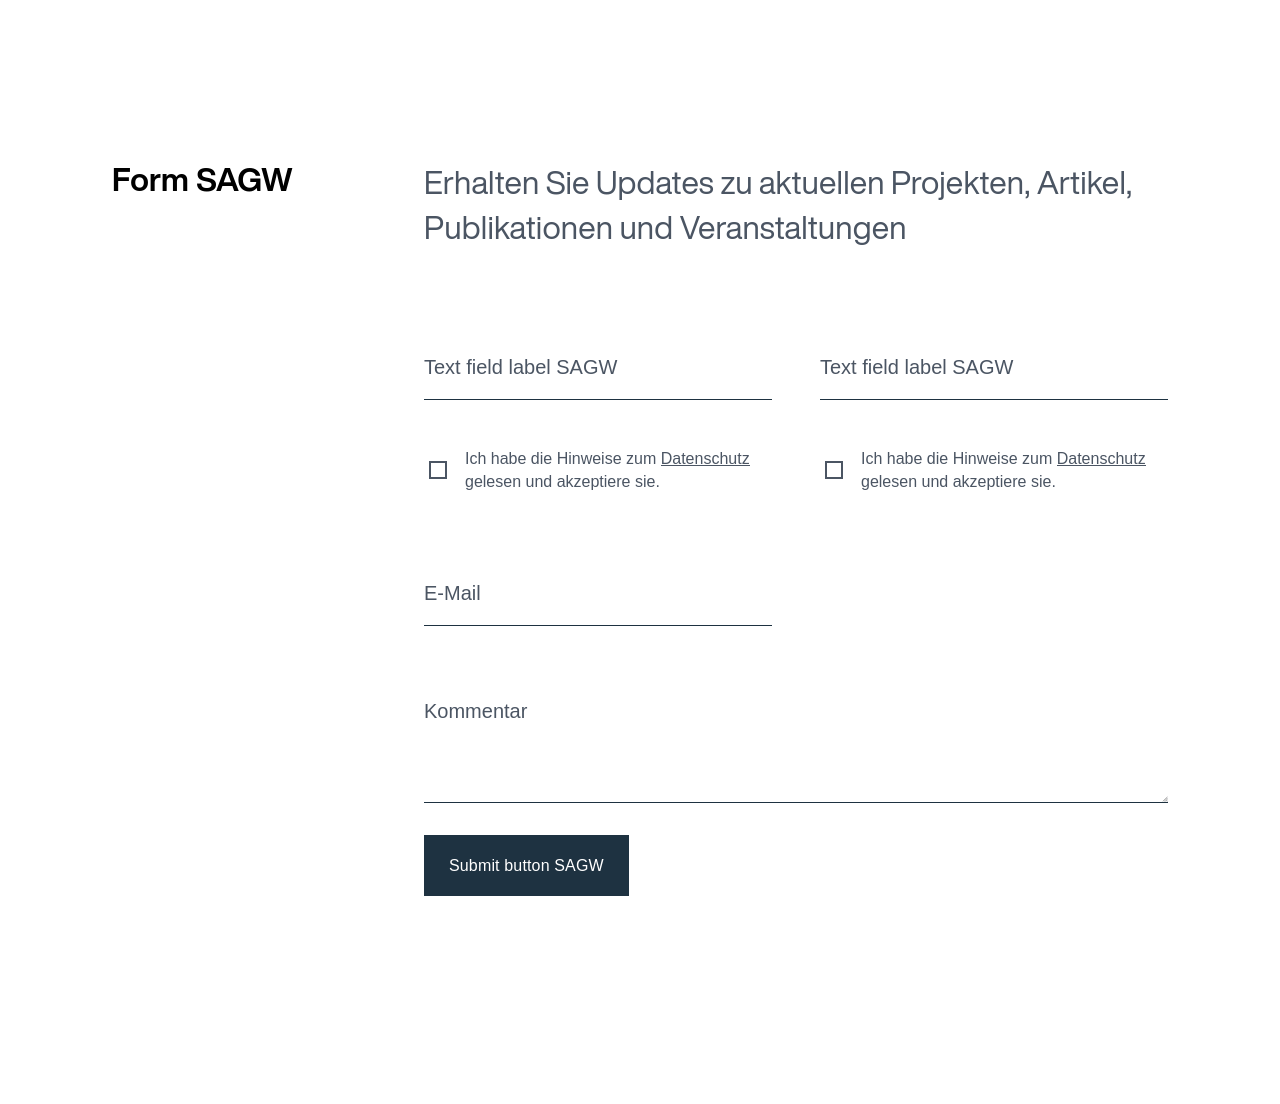 Form SAGW
Erhalten Sie Updates zu aktuellen Projekten, Artikel,
Publikationen und Veranstaltungen
Text field label SAGW
Text field label SAGW
Ich habe die Hinweise zum Datenschutz
gelesen und akzeptiere sie.
Ich habe die Hinweise zum Datenschutz
gelesen und akzeptiere sie.
E-Mail
Kommentar
Submit button SAGW